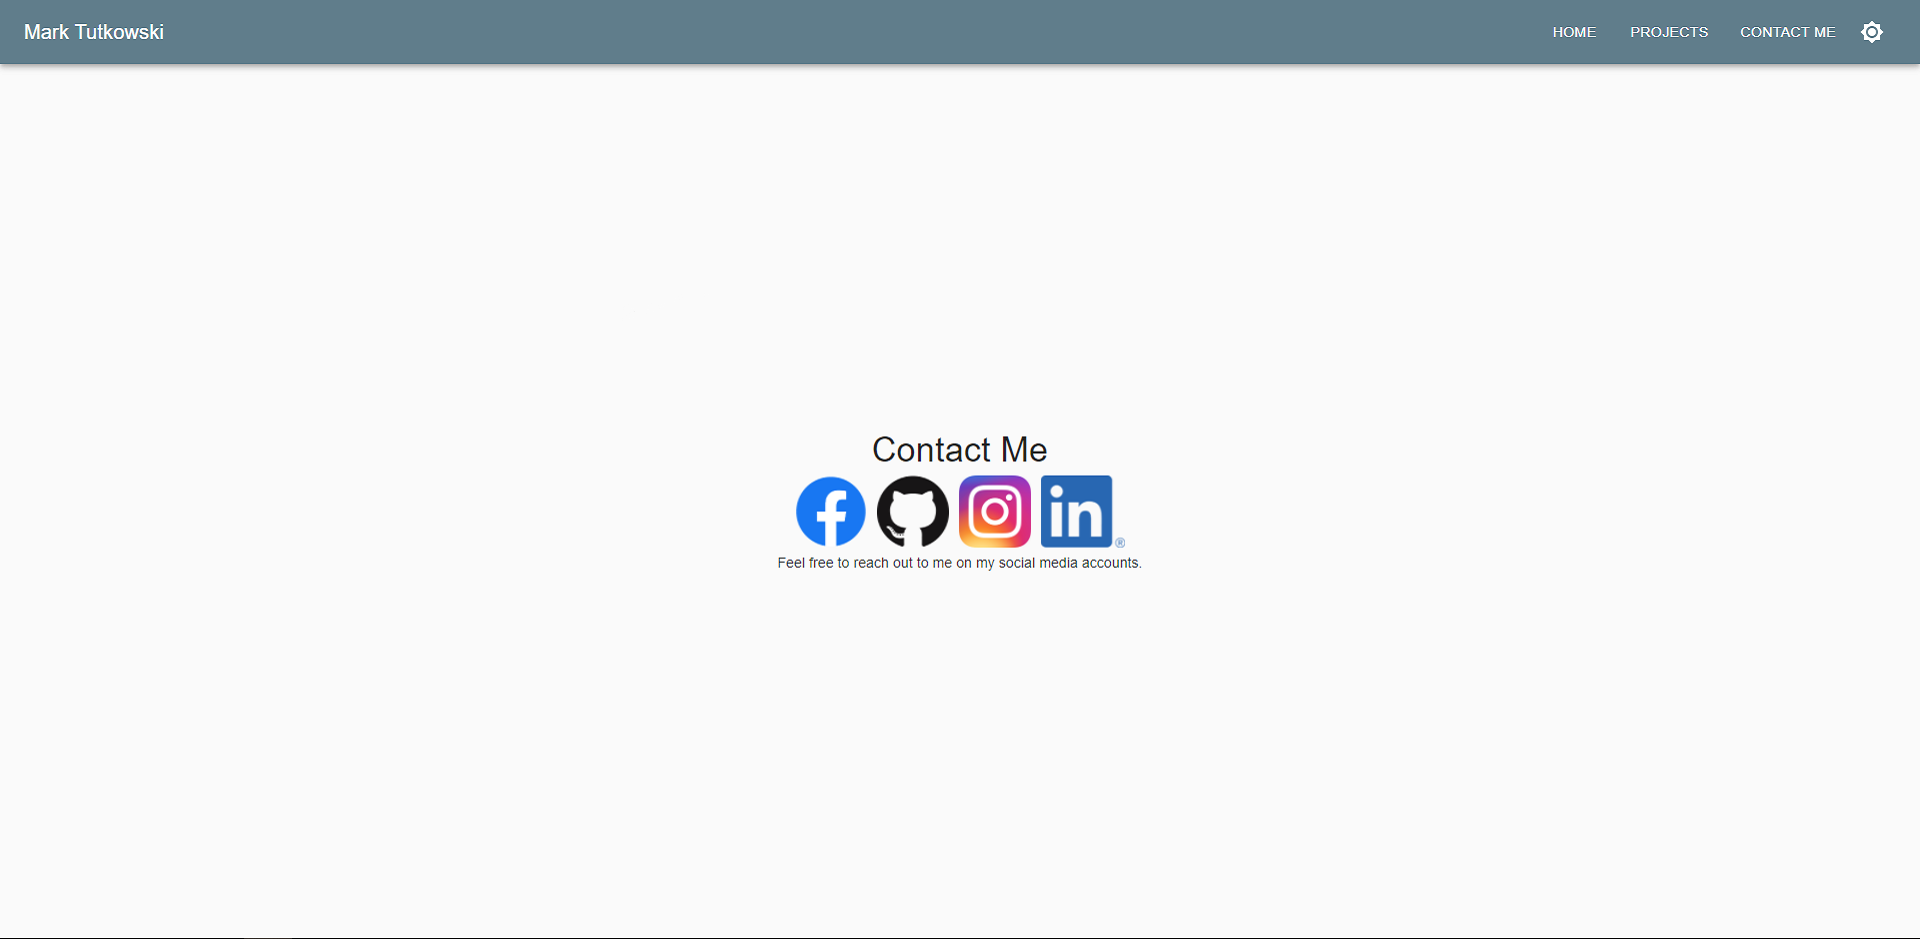 Mark Tutkowski
HOME PROJECTS CONTACT ME
Contact Me
in ®
Feel free to reach out to me on my social media accounts.